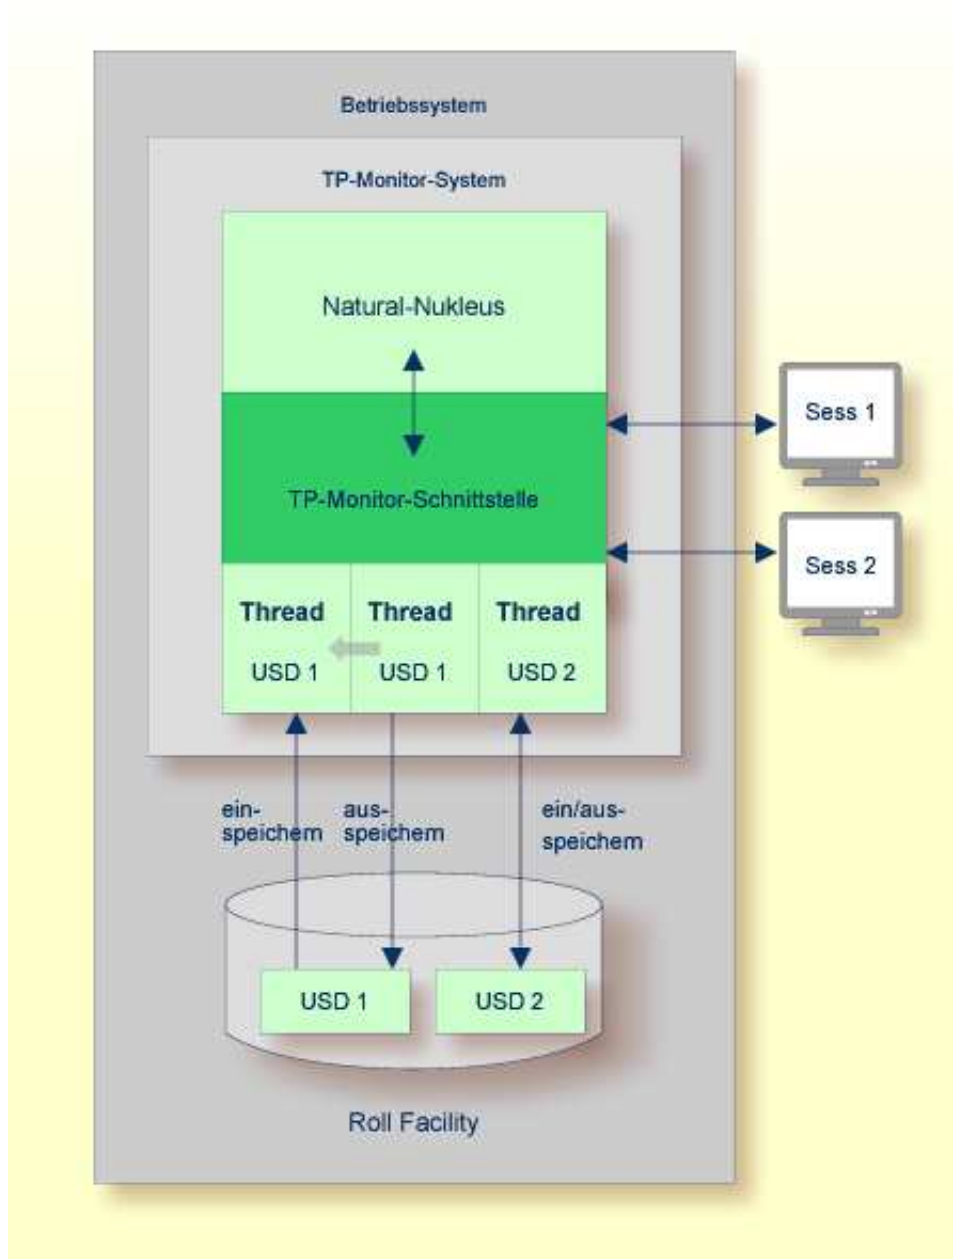 Betriebssystem
TP-Monitor-System
Natural-Nukleus
TP-Monitor-Schnittstelle
Sess 1
Sess 2
Thread
USD 1
Thread
USD 1
Thread
USD 2
ein-
speichern
aus-
speichern
ein/aus-
speichern
USD 1
USD 2
Roll Facility